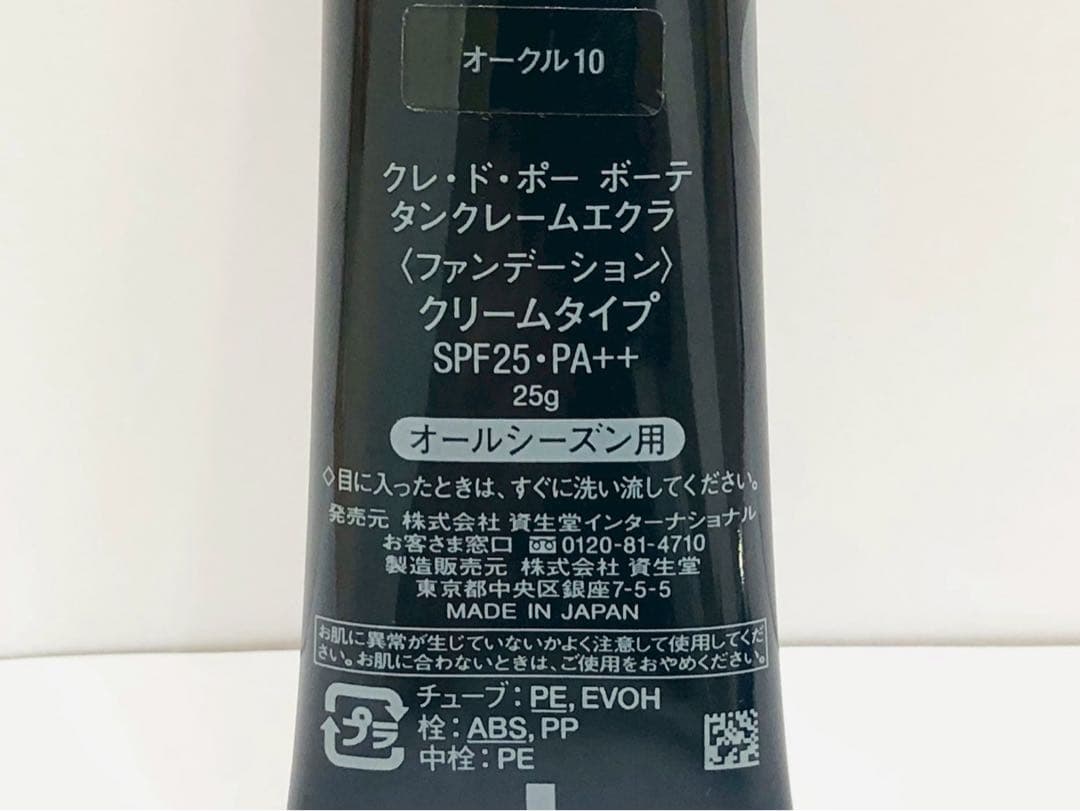 オークル10
クレ・ド・ポー ボーテ
タンクレームエクラ
〈ファンデーション〉
クリームタイプ
SPF25・PA++
25g
オールシーズン用
◇目に入ったときは、すぐに洗い流してください。
発売元 株式会社 資生堂インターナショナル
お客さま窓口 0120-81-4710
製造販売元 株式会社 資生堂
東京都中央区銀座7-5-5
MADE IN JAPAN
お肌に異常が生じていないかよく注意して使用してくだ
さい。お肌に合わないときは、ご使用をおやめください。
プラ
チューブ：PE, EVOH
栓：ABS, PP
中栓：PE